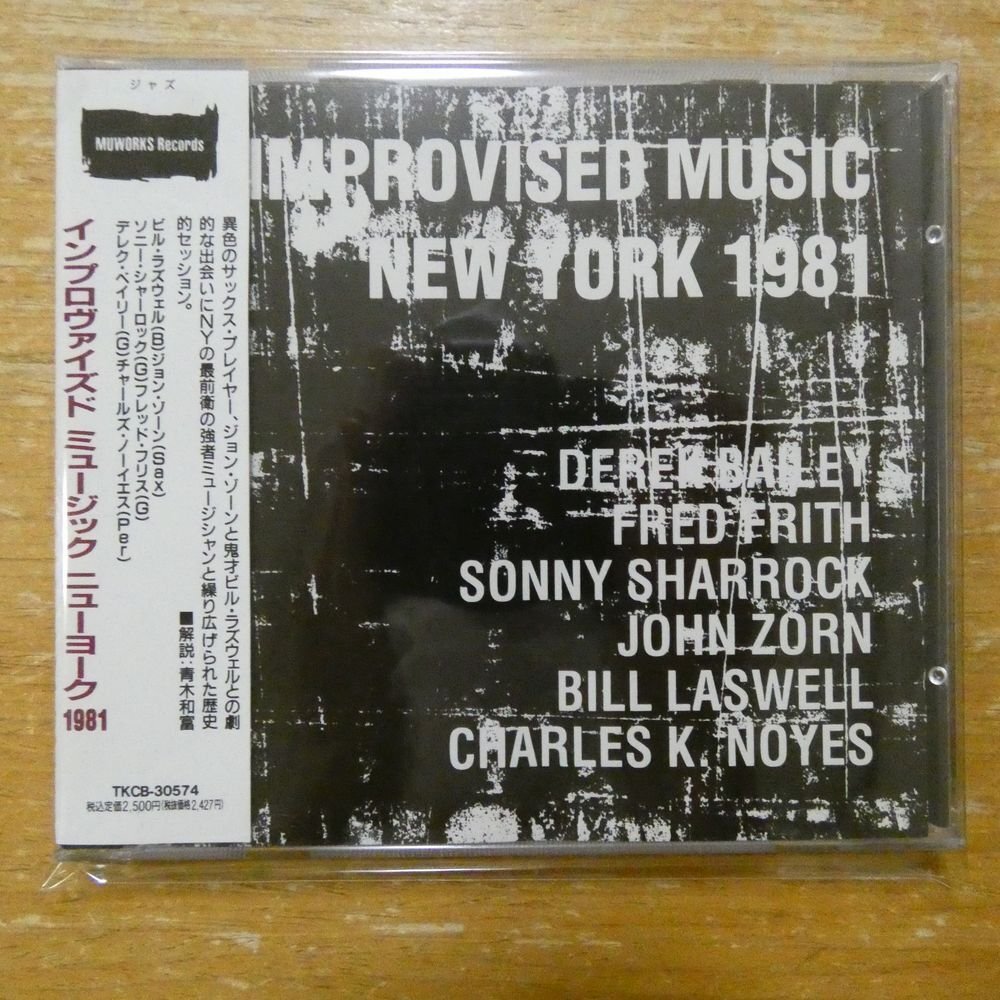 ジャズ
MUWORKS Records
異色のサックス・プレイヤー、ジョン・ゾーンと鬼才ビル・ラズウェルとの劇
的な出会いにNYの最前衛の強者ミュージシャンと繰り広げられた歴史
的セッション。
■解説:青木和富
ビル・ラズウェル(B)ジョン・ゾーン(Sax)
ソニー・シャーロック(G)フレッド・フリス(G)
デレク・ベイリー(G)チャールズ・ノーイエス(Per)
インプロヴァイズド ミュージック ニューヨーク 1981
TKCB-30574
税込定価2,500円(税抜価格2,427円)
IMPROVISED MUSIC
NEW YORK 1981
DEREK BAILEY
FRED FRITH
SONNY SHARROCK
JOHN ZORN
BILL LASWELL
CHARLES K. NOYES